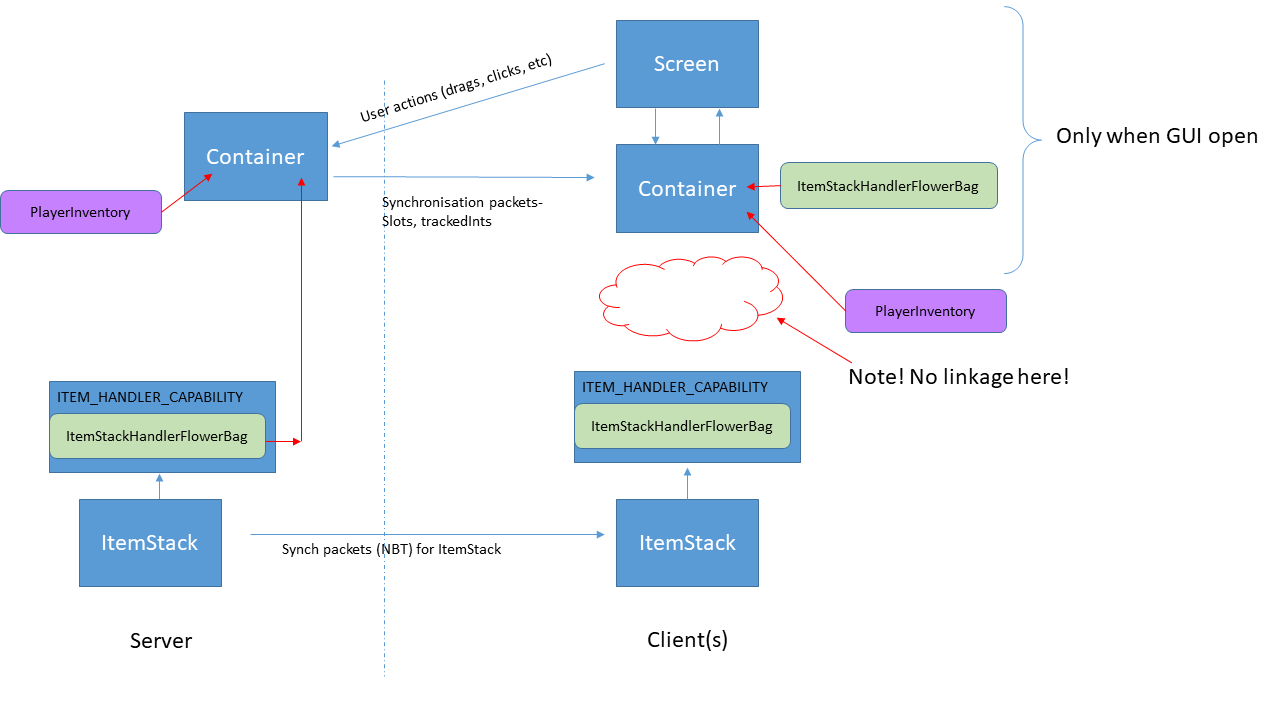 Screen
User actions (drags, clicks, etc)
Only when GUI open
Container
Container
ItemStackHandlerFlowerBag
PlayerInventory
Synchronisation packets-
Slots, trackedInts
PlayerInventory
Note! No linkage here!
ITEM_HANDLER_CAPABILITY
ItemStackHandlerFlowerBag
ITEM_HANDLER_CAPABILITY
ItemStackHandlerFlowerBag
ItemStack
Synch packets (NBT) for ItemStack
ItemStack
Server
Client(s)